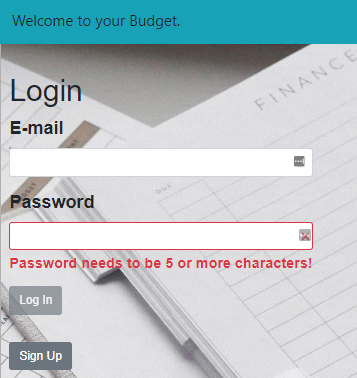 Welcome to your Budget.
FINANCE
Login
E-mail
DUE
Password
Password needs to be 5 or more characters!
Log In
Sign Up